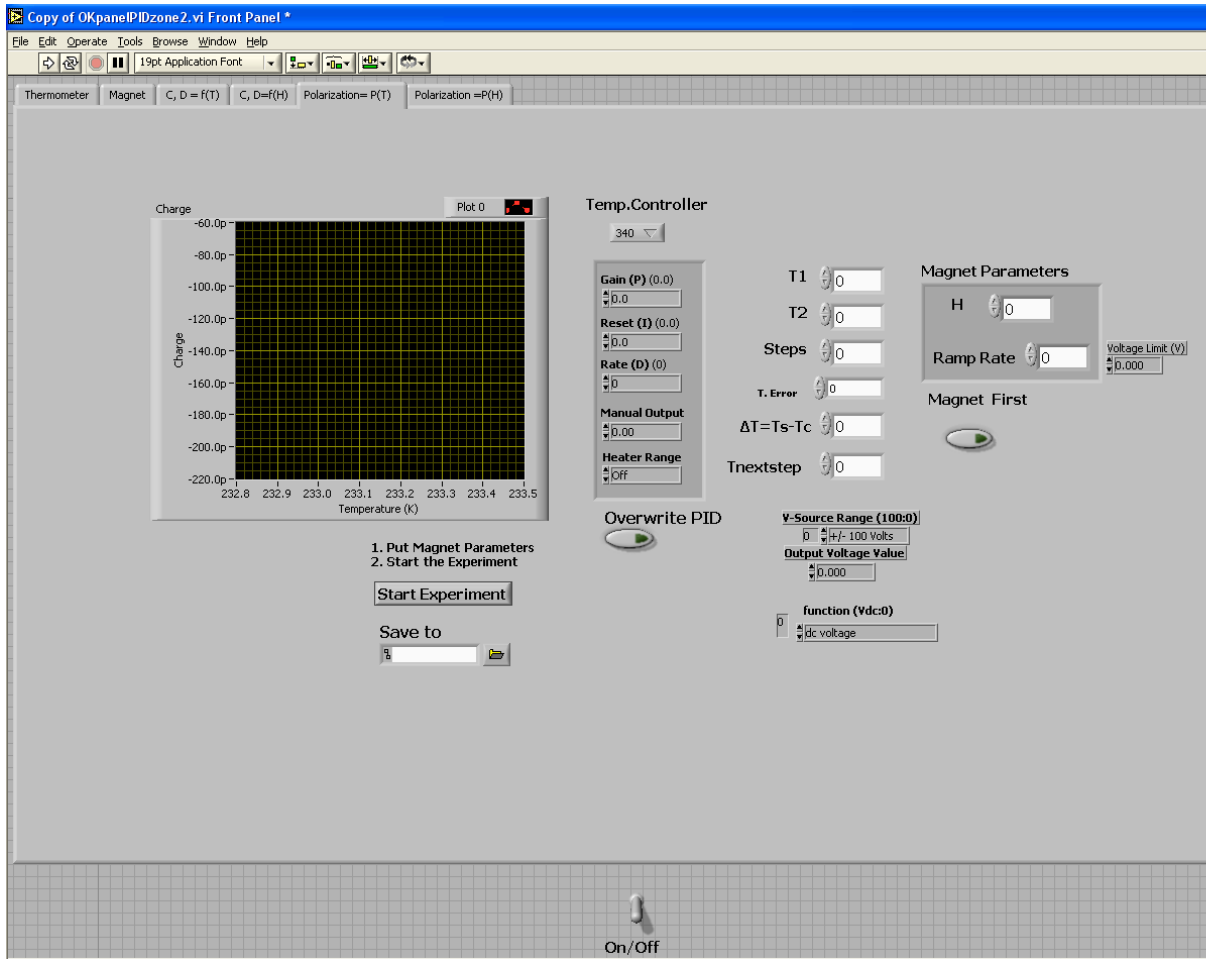 Copy of OKpanelPIDzone2.vi Front Panel *
File Edit Operate Tools Browse Window Help
19pt Application Font
Thermometer Magnet C, D = f(T) C, D=f(H) Polarization= P(T) Polarization =P(H)
Charge
Plot 0
-60.0p
-80.0p
-100.0p
-120.0p
-140.0p
-160.0p
-180.0p
-200.0p
-220.0p
Charge
232.8 232.9 233.0 233.1 233.2 233.3 233.4 233.5
Temperature (K)
1. Put Magnet Parameters
2. Start the Experiment
Start Experiment
Save to
Temp.Controller
340
Gain (P) (0.0)
0.0
Reset (I) (0.0)
0.0
Rate (D) (0)
0
Manual Output
0.00
Heater Range
Off
Overwrite PID
T1 0
T2 0
Steps 0
T. Error 0
ΔT=Ts-Tc 0
Tnextstep 0
V-Source Range (100:0)
0 +/- 100 Volts
Output Voltage Value
0.000
function (Vdc:0)
0 dc voltage
Magnet Parameters
H 0
Ramp Rate 0
Voltage Limit (V)
0.000
Magnet First
On/Off